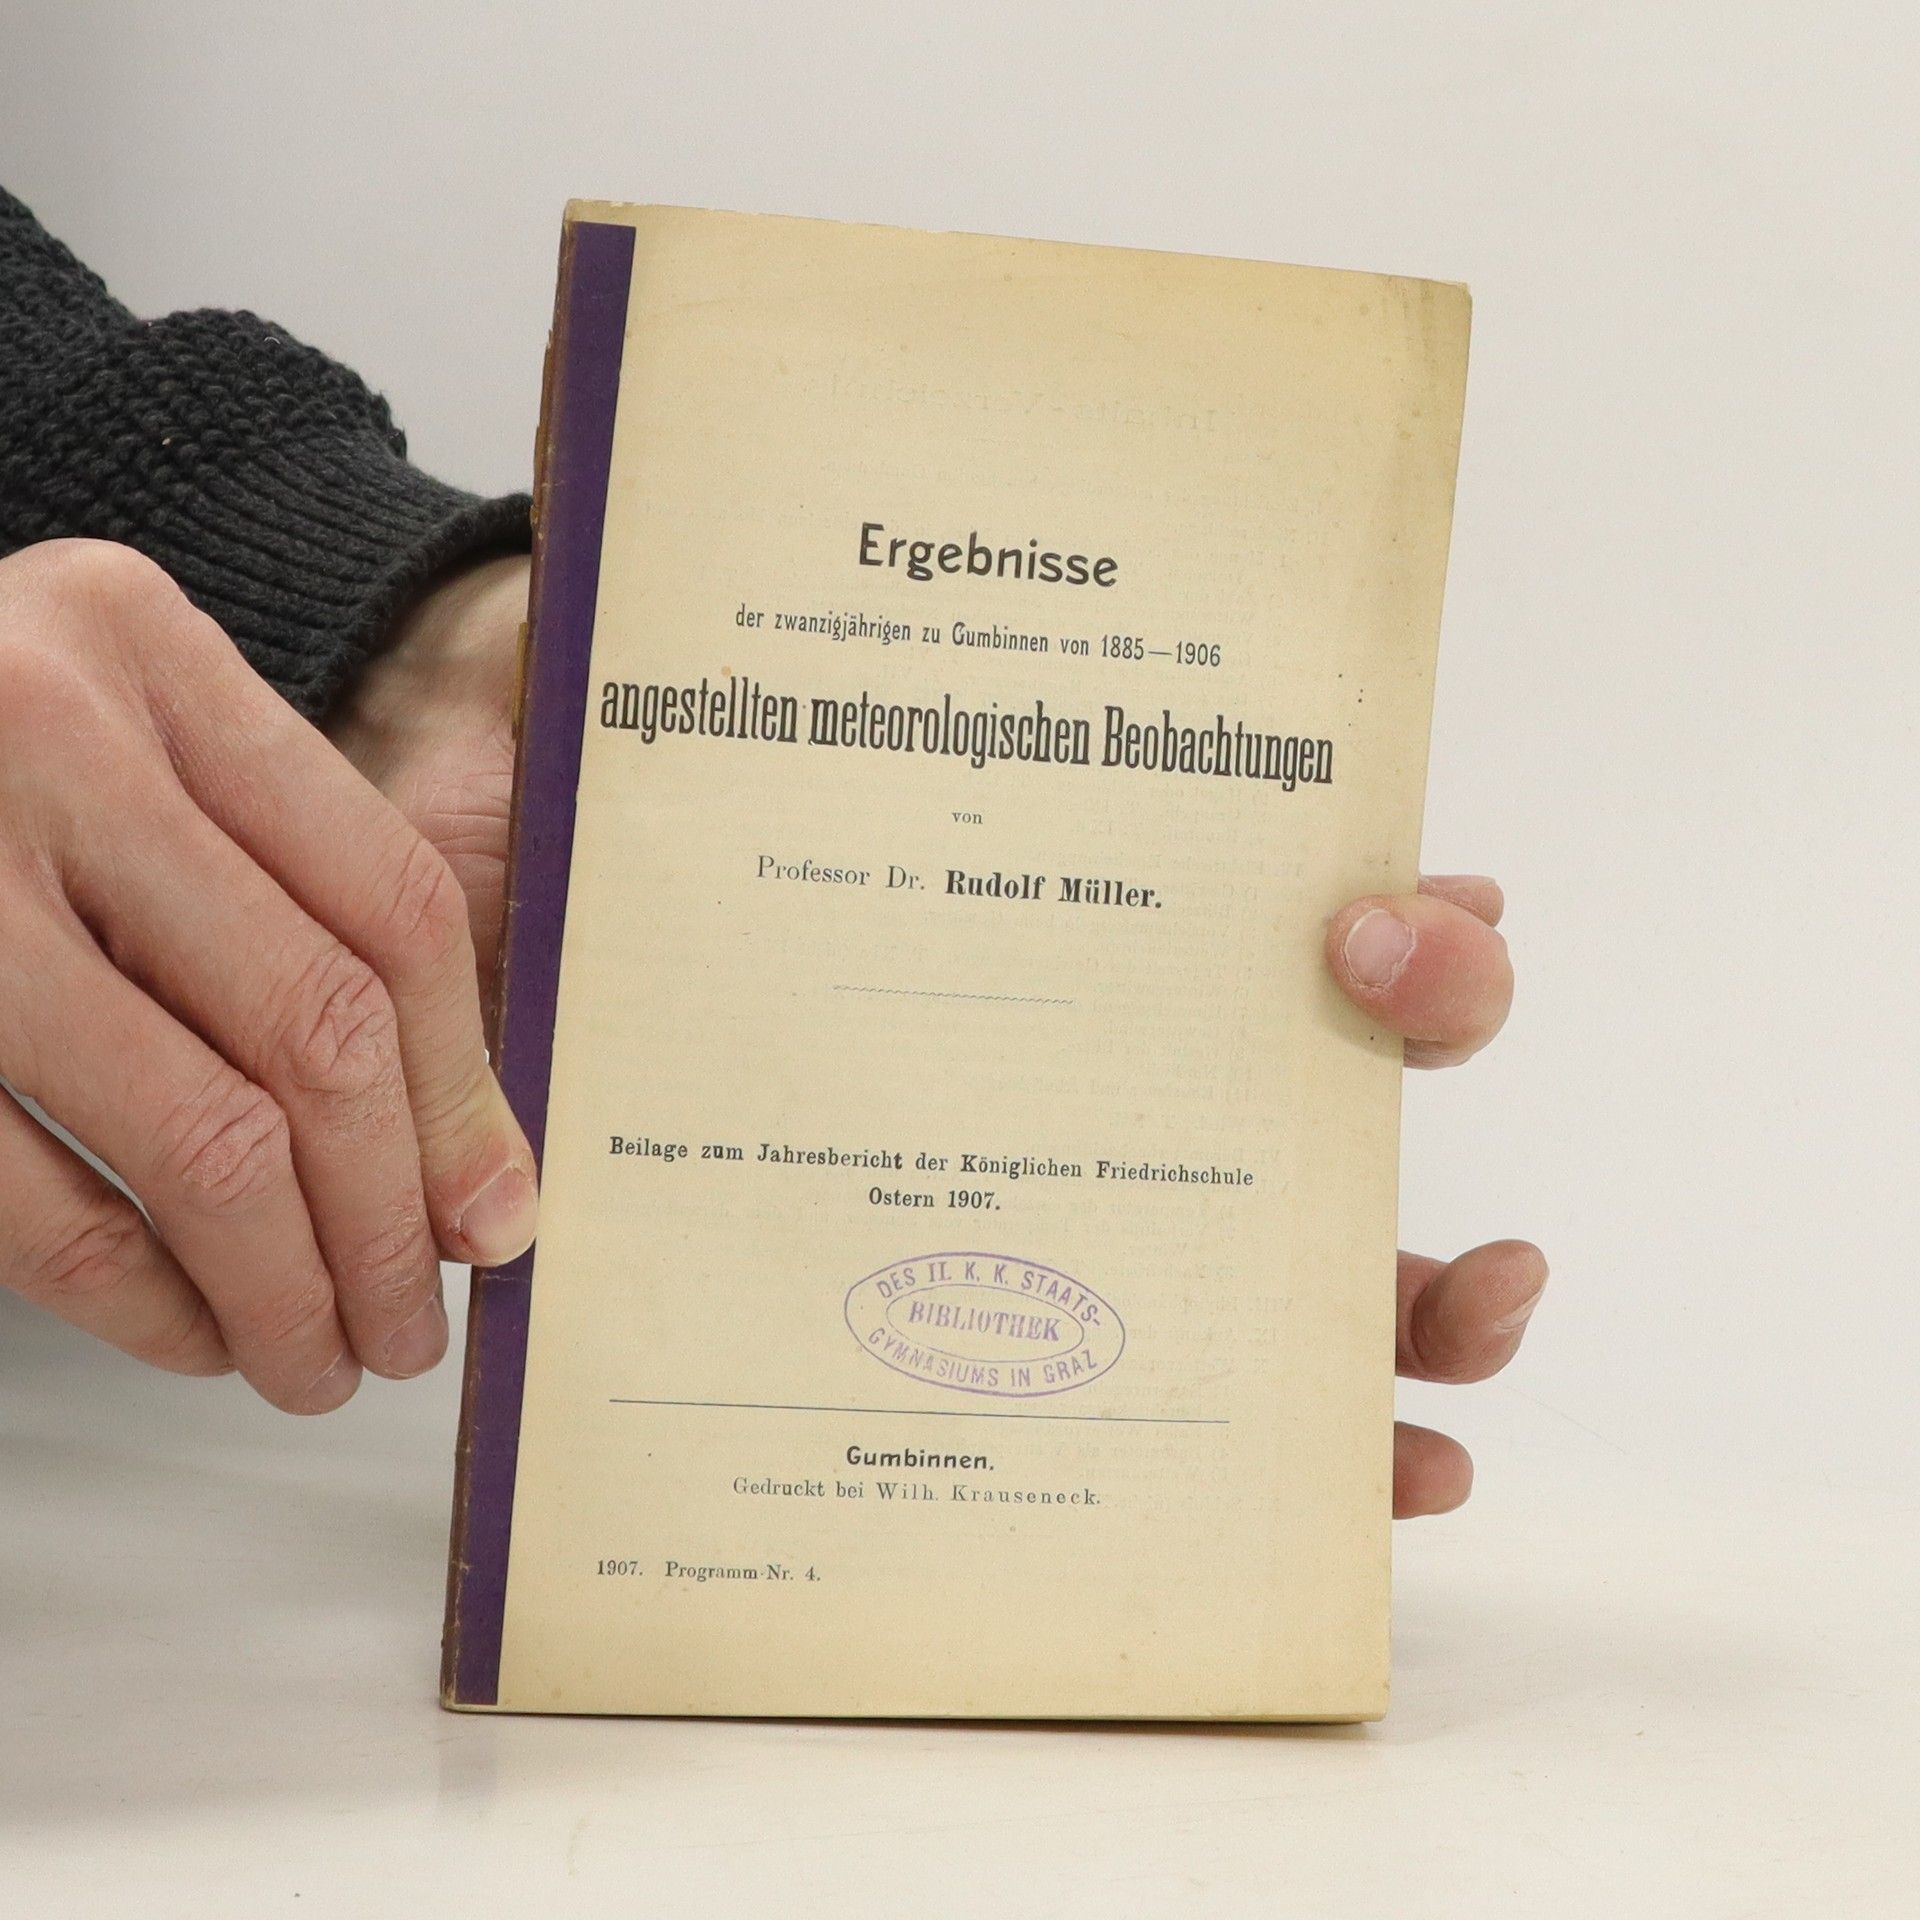 Ergebnisse
der zwanzigjährigen zu Gumbinnen von 1885—1906
angestellten meteorologischen Beobachtungen
von
Professor Dr. Rudolf Müller.
Beilage zum Jahresbericht der Königlichen Friedrichschule
Ostern 1907.
DES II. K. K. STAATS-
BIBLIOTHEK
GYMNASIUMS IN GRAZ
Gumbinnen.
Gedruckt bei Wilh. Krauseneck.
1907. Programm-Nr. 4.